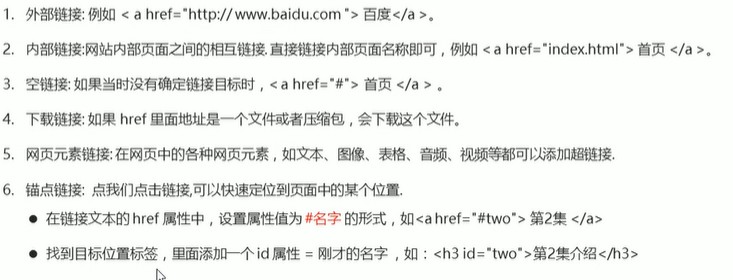 1. 外部链接: 例如 < a href="http:// www.baidu.com "> 百度</a >。
2. 内部链接:网站内部页面之间的相互链接. 直接链接内部页面名称即可，例如 < a href="index.html"> 首页 </a >。
3. 空链接: 如果当时没有确定链接目标时，< a href="#"> 首页 </a > 。
4. 下载链接: 如果 href 里面地址是一个文件或者压缩包，会下载这个文件。
5. 网页元素链接: 在网页中的各种网页元素，如文本、图像、表格、音频、视频等都可以添加超链接.
6. 锚点链接: 点我们点击链接,可以快速定位到页面中的某个位置.
● 在链接文本的 href 属性中，设置属性值为 #名字 的形式，如<a href="#two"> 第2集 </a>
● 找到目标位置标签，里面添加一个 id 属性 = 刚才的名字，如：<h3 id="two">第2集介绍</h3>